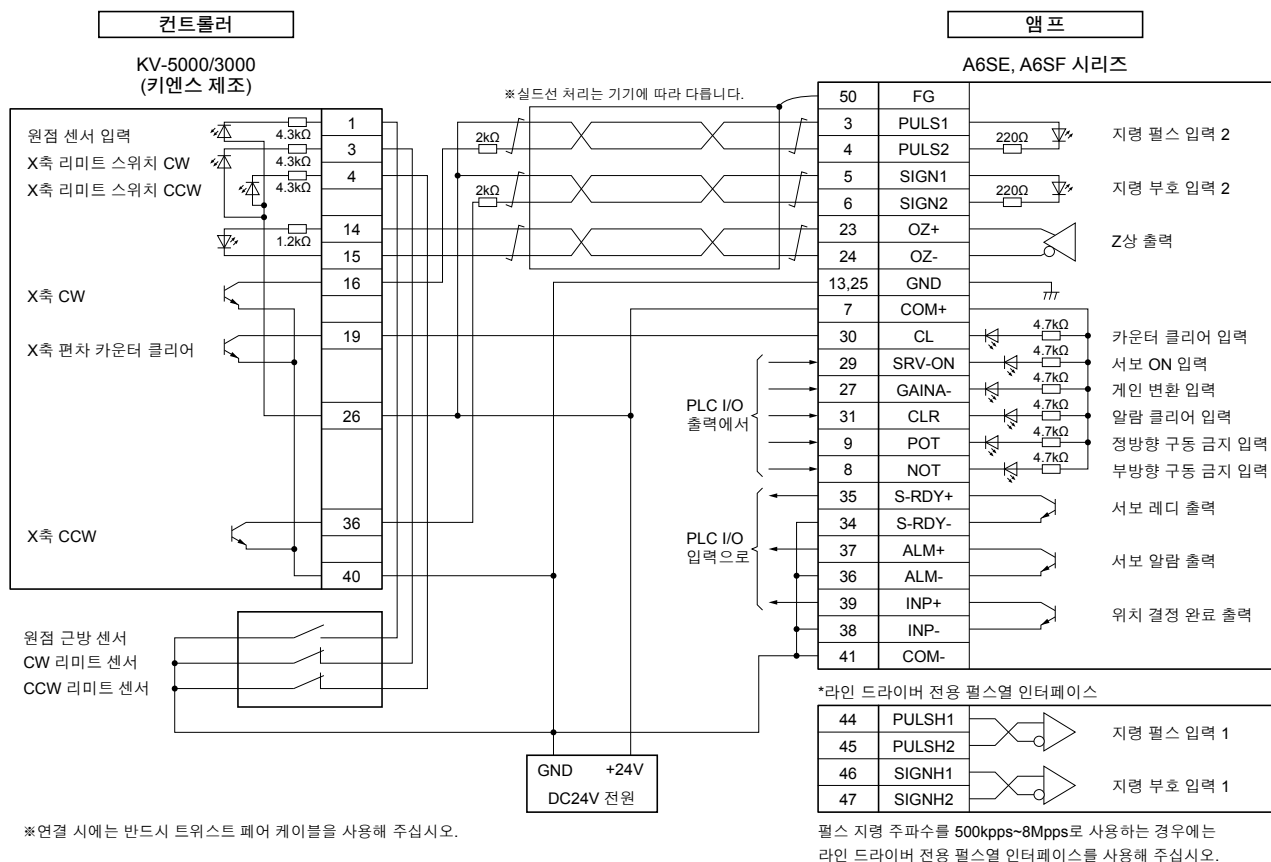 컨트롤러
앰프
KV-5000/3000
(키엔스 제조)
A6SE, A6SF 시리즈
※실드선 처리는 기기에 따라 다릅니다.
원점 센서 입력
X축 리미트 스위치 CW
X축 리미트 스위치 CCW
X축 CW
X축 편차 카운터 클리어
X축 CCW
4.3kΩ
4.3kΩ
4.3kΩ
1.2kΩ
1
3
4
14
15
16
19
26
36
40
2kΩ
2kΩ
원점 근방 센서
CW 리미트 센서
CCW 리미트 센서
PLC I/O
출력에서
PLC I/O
입력으로
GND +24V
DC24V 전원
50 FG
3 PULS1
4 PULS2
220Ω
지령 펄스 입력 2
5 SIGN1
6 SIGN2
220Ω
지령 부호 입력 2
23 OZ+
24 OZ-
Z상 출력
13,25 GND
7 COM+
30 CL 4.7kΩ 카운터 클리어 입력
29 SRV-ON 4.7kΩ 서보 ON 입력
27 GAINA- 4.7kΩ 게인 변환 입력
31 CLR 4.7kΩ 알람 클리어 입력
9 POT 4.7kΩ 정방향 구동 금지 입력
8 NOT 4.7kΩ 부방향 구동 금지 입력
35 S-RDY+
34 S-RDY-
서보 레디 출력
37 ALM+
36 ALM-
서보 알람 출력
39 INP+
38 INP-
위치 결정 완료 출력
41 COM-
*라인 드라이버 전용 펄스열 인터페이스
44 PULSH1
45 PULSH2
지령 펄스 입력 1
46 SIGNH1
47 SIGNH2
지령 부호 입력 1
※연결 시에는 반드시 트위스트 페어 케이블을 사용해 주십시오.
펄스 지령 주파수를 500kpps~8Mpps로 사용하는 경우에는
라인 드라이버 전용 펄스열 인터페이스를 사용해 주십시오.